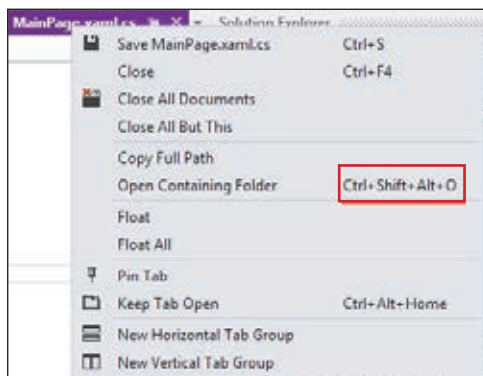 MainPage.xaml.cs Solution Explorer
Save MainPage.xaml.cs Ctrl+S
Close Ctrl+F4
Close All Documents
Close All But This
Copy Full Path
Open Containing Folder Ctrl+Shift+Alt+O
Float
Float All
Pin Tab
Keep Tab Open Ctrl+Alt+Home
New Horizontal Tab Group
New Vertical Tab Group